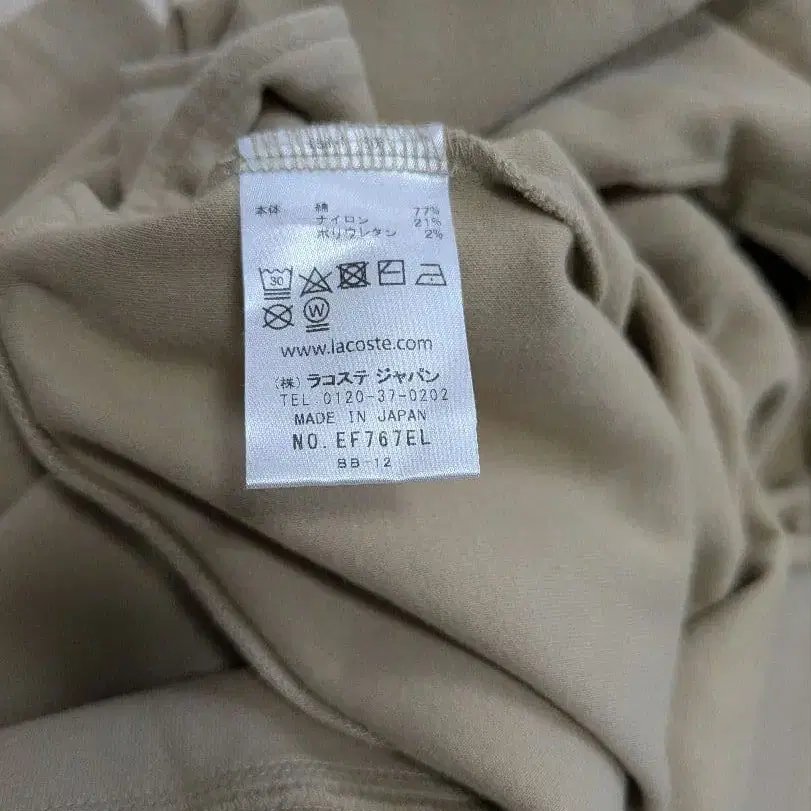 本体 綿 77%
ナイロン 21%
ポリウレタン 2%
30
W
www.lacoste.com
(株) ラコステ ジャパン
TEL 0120-37-0202
MADE IN JAPAN
NO. EF767EL
BB-12